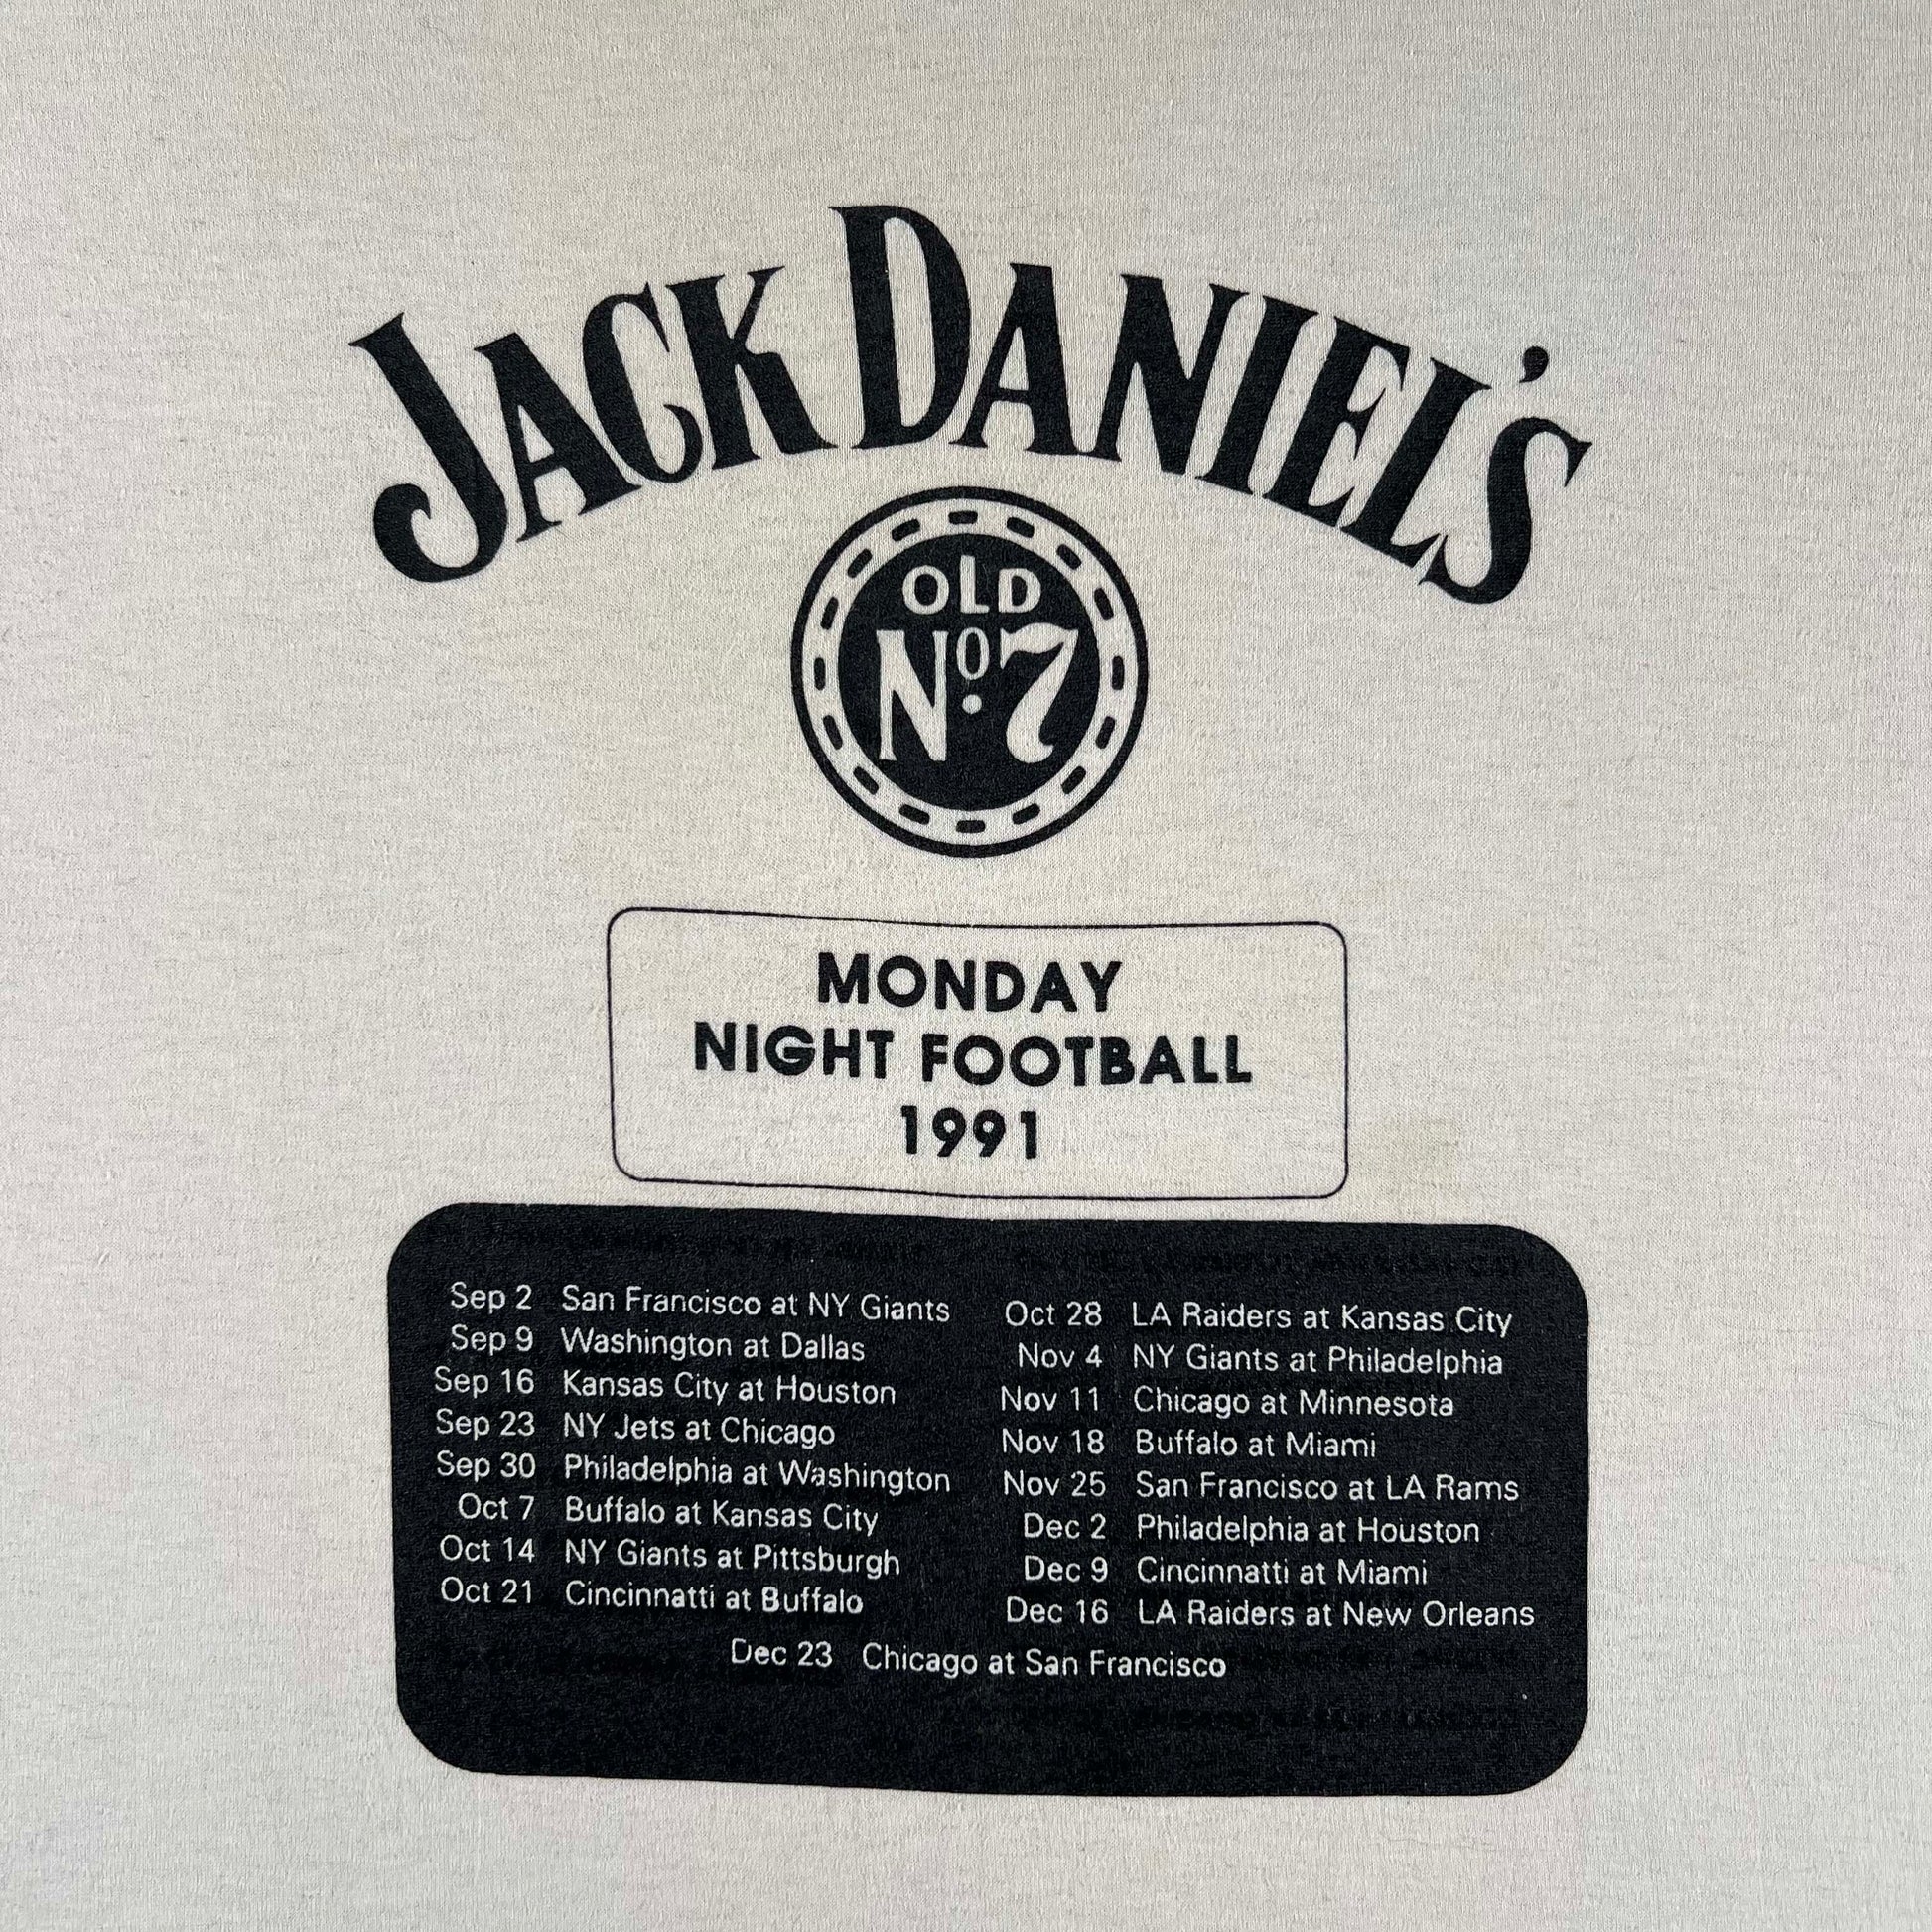 JACK DANIEL'S
OLD
No. 7
MONDAY
NIGHT FOOTBALL
1991
Sep 2 San Francisco at NY Giants
Sep 9 Washington at Dallas
Sep 16 Kansas City at Houston
Sep 23 NY Jets at Chicago
Sep 30 Philadelphia at Washington
Oct 7 Buffalo at Kansas City
Oct 14 NY Giants at Pittsburgh
Oct 21 Cincinnatti at Buffalo
Oct 28 LA Raiders at Kansas City
Nov 4 NY Giants at Philadelphia
Nov 11 Chicago at Minnesota
Nov 18 Buffalo at Miami
Nov 25 San Francisco at LA Rams
Dec 2 Philadelphia at Houston
Dec 9 Cincinnatti at Miami
Dec 16 LA Raiders at New Orleans
Dec 23 Chicago at San Francisco